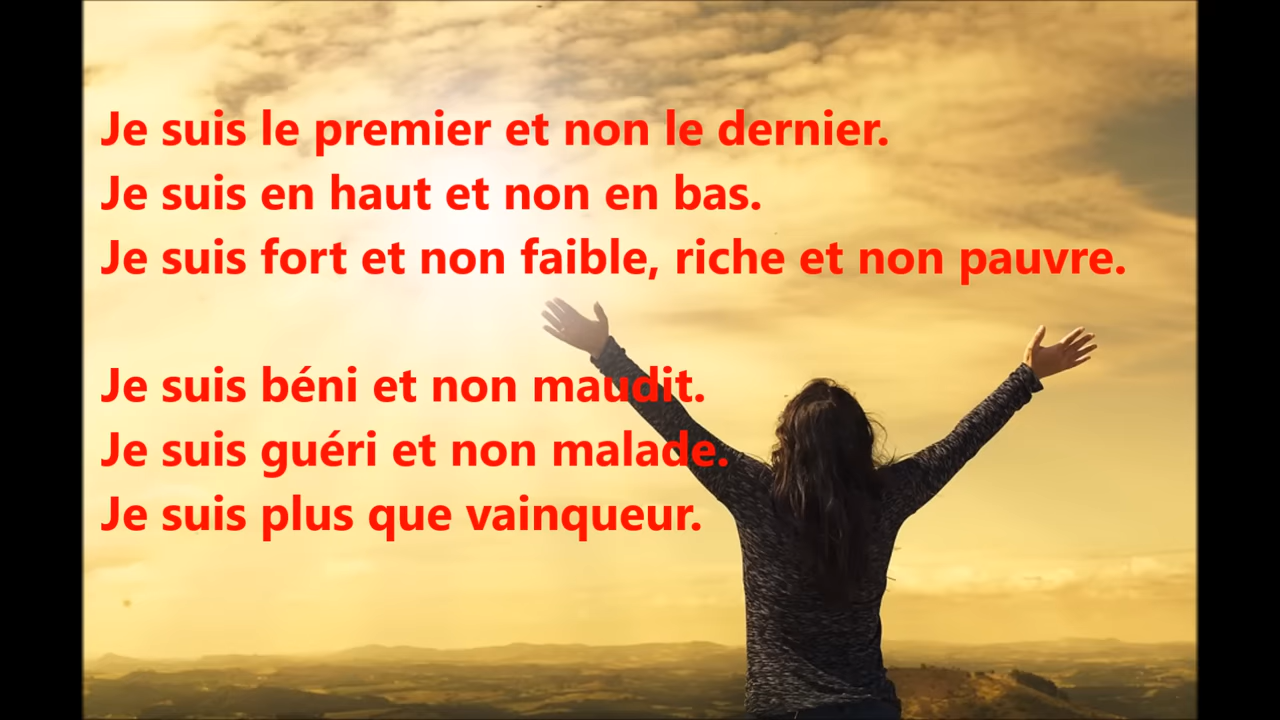 Je suis le premier et non le dernier.
Je suis en haut et non en bas.
Je suis fort et non faible, riche et non pauvre.
Je suis béni et non maudit.
Je suis guéri et non malade.
Je suis plus que vainqueur.